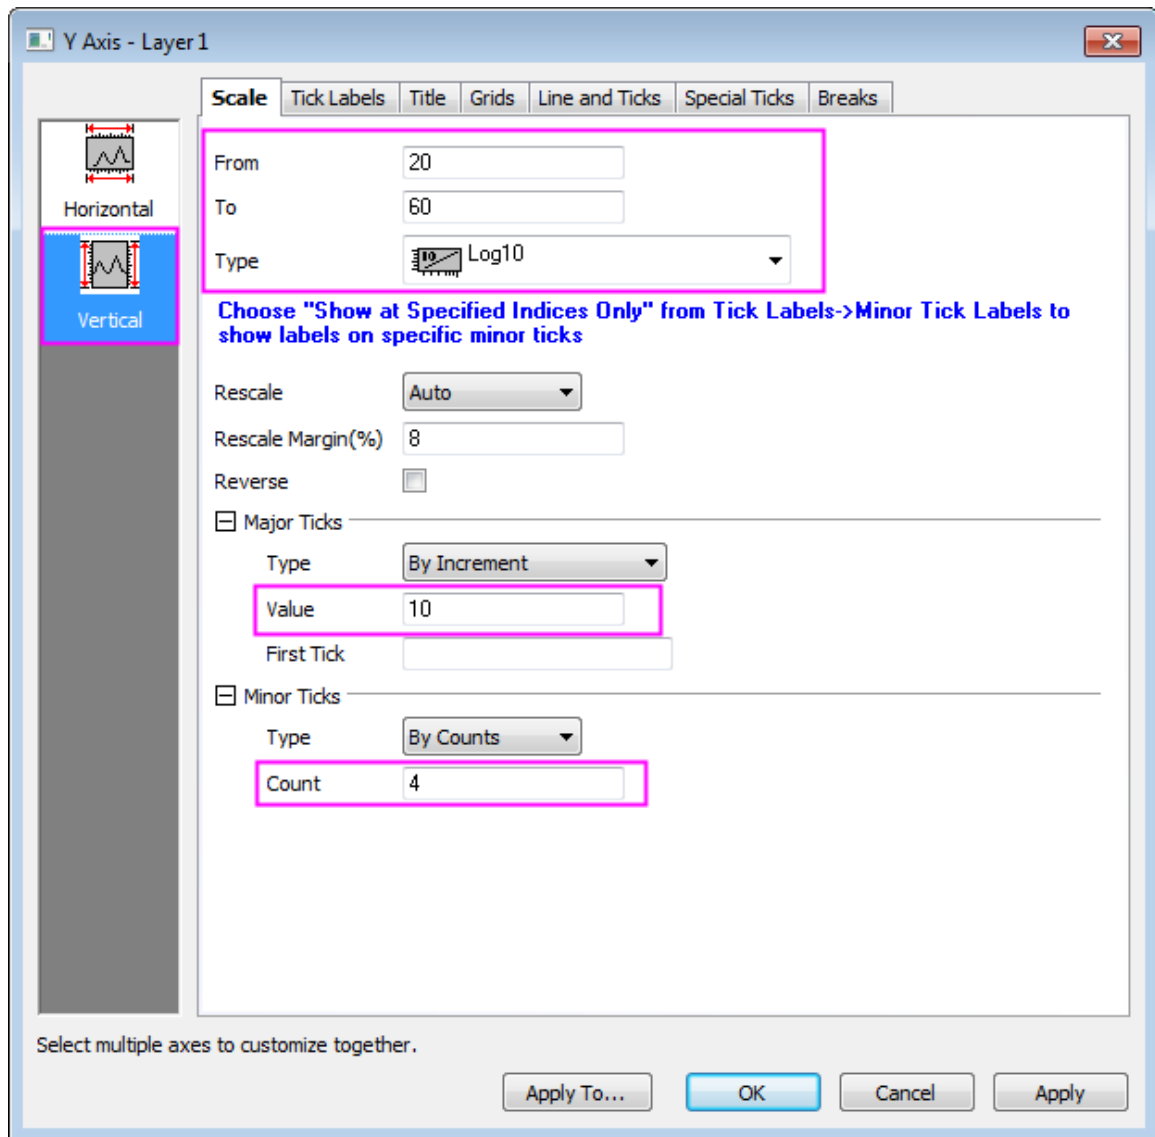 Y Axis - Layer 1
Scale Tick Labels Title Grids Line and Ticks Special Ticks Breaks
Horizontal
Vertical
From 20
To 60
Type Log10
Choose "Show at Specified Indices Only" from Tick Labels->Minor Tick Labels to
show labels on specific minor ticks
Rescale Auto
Rescale Margin(%) 8
Reverse
Major Ticks
Type By Increment
Value 10
First Tick
Minor Ticks
Type By Counts
Count 4
Select multiple axes to customize together.
Apply To... OK Cancel Apply